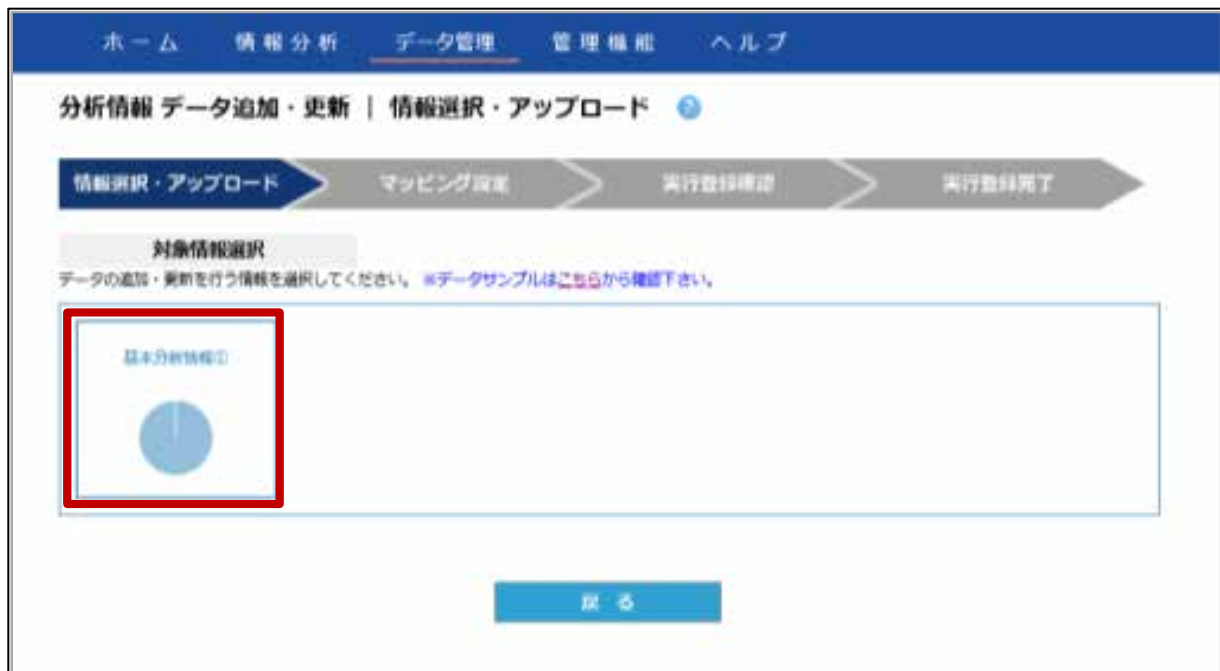 ホーム 情報分析 データ管理 管理機能 ヘルプ
分析情報 データ追加・更新 | 情報選択・アップロード ?
情報選択・アップロード マッピング設定 実行登録確認 実行登録完了
対象情報選択
データの追加・更新を行う情報を選択してください。 ※データサンプルはこちらから確認下さい。
基本分析情報①
戻る